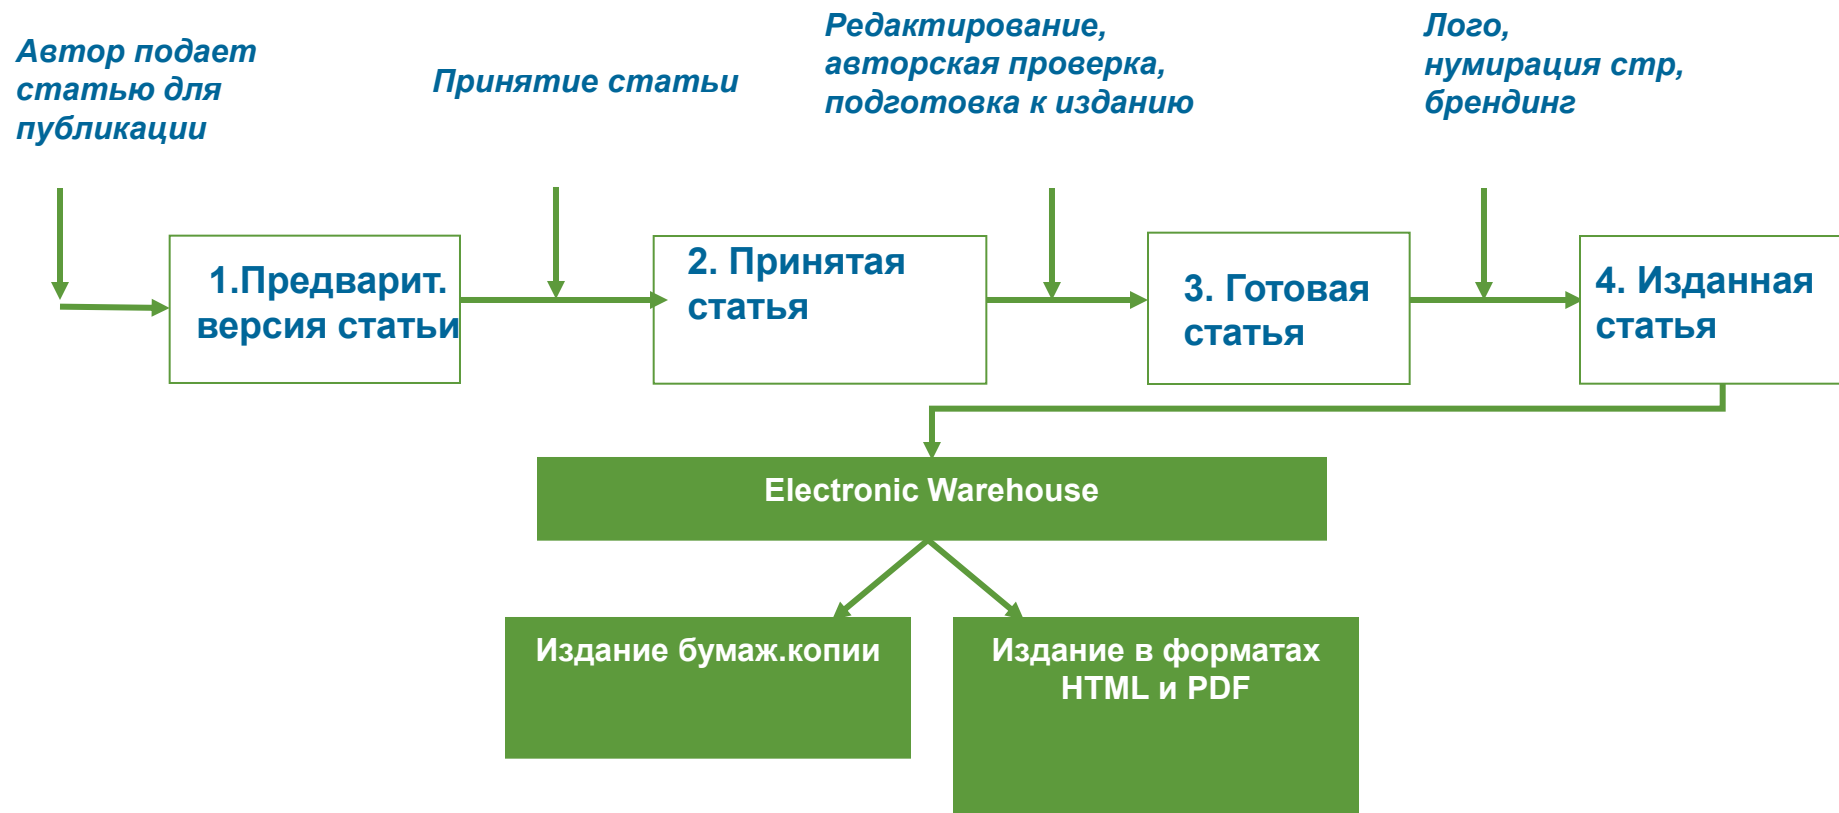 Автор подает
статью для
публикации
Принятие статьи
Редактирование,
авторская проверка,
подготовка к изданию
Лого,
нумирация стр,
брендинг
1.Предварит.
версия статьи
2. Принятая
статья
3. Готовая
статья
4. Изданная
статья
Electronic Warehouse
Издание бумаж.копии
Издание в форматах
HTML и PDF